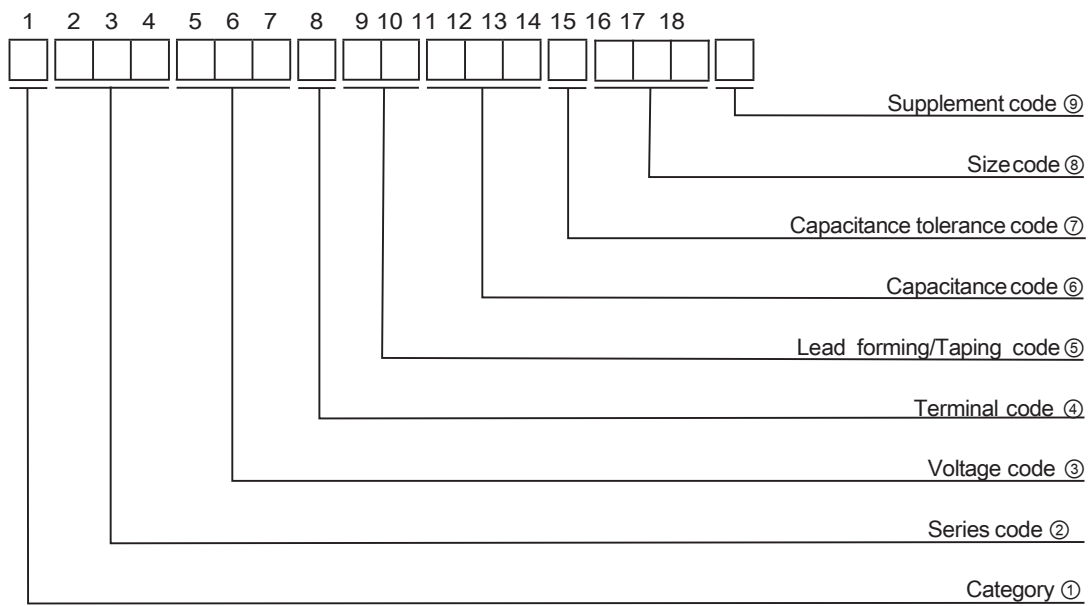 1 2 3 4 5 6 7 8 9 10 11 12 13 14 15 16 17 18
Supplement code ⑨
Size code ⑧
Capacitance tolerance code ⑦
Capacitance code ⑥
Lead forming/Taping code ⑤
Terminal code ④
Voltage code ③
Series code ②
Category ①